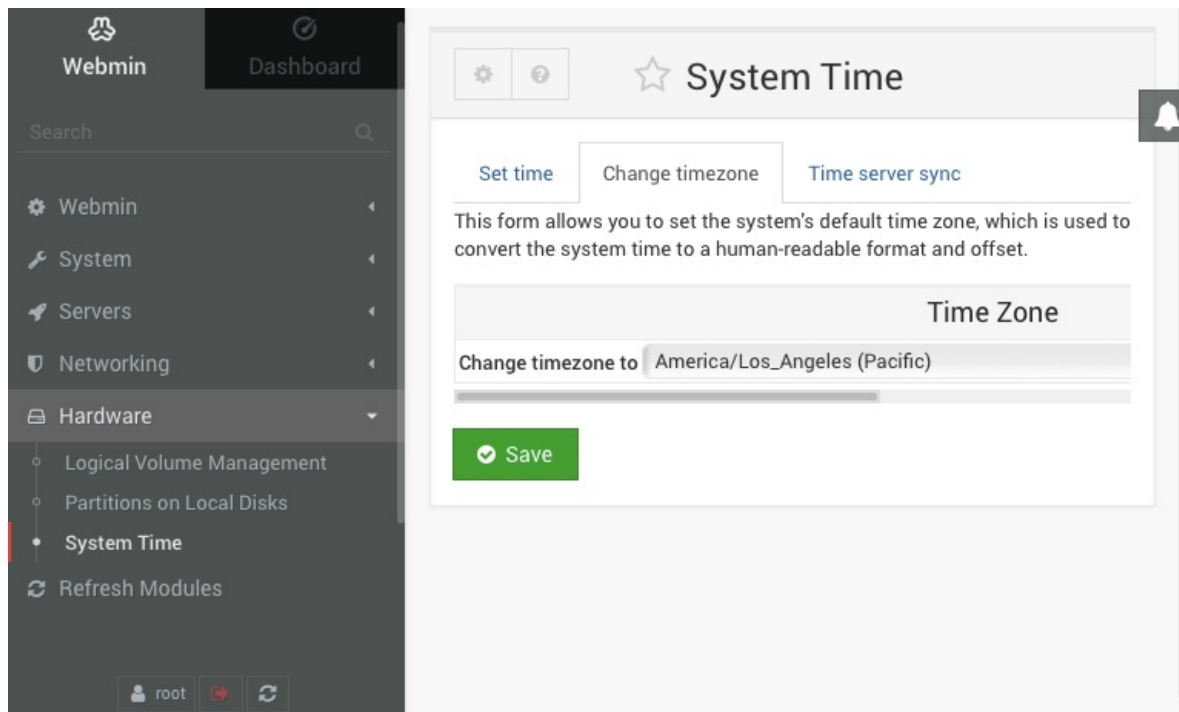 Webmin
Dashboard
Search
Webmin
System
Servers
Networking
Hardware
Logical Volume Management
Partitions on Local Disks
System Time
Refresh Modules
root
System Time
Set time
Change timezone
Time server sync
This form allows you to set the system's default time zone, which is used to
convert the system time to a human-readable format and offset.
Time Zone
Change timezone to America/Los_Angeles (Pacific)
Save